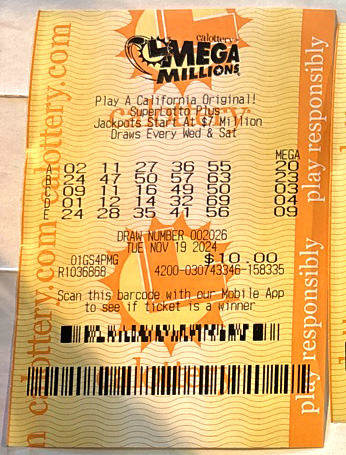 calottery
MEGA
MILLIONS
Play A California Original!
SuperLotto Plus
Jackpots Start At $7 Million
Draws Every Wed & Sat
MEGA
A 02 11 27 36 55 20
B 24 47 50 57 63 23
C 09 11 16 49 50 03
D 01 12 14 32 69 04
E 24 28 35 41 56 09
DRAW NUMBER 002026
TUE NOV 19 2024
01GS4PMG $10.00
R1036868 4200-030743346-158335
Scan this barcode with our Mobile App
to see if ticket is a winner
calottery.com
calottery.com
play responsibly
play responsibly